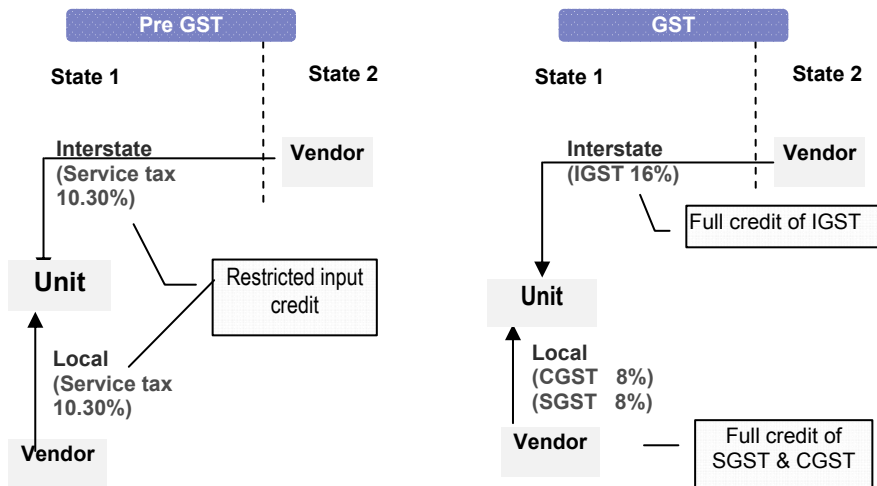 Pre GST
State 1
State 2
Interstate
(Service tax
10.30%)
Vendor
Unit
Restricted input
credit
Local
(Service tax
10.30%)
Vendor
GST
State 1
State 2
Interstate
(IGST 16%)
Vendor
Full credit of IGST
Unit
Local
(CGST 8%)
(SGST 8%)
Vendor
Full credit of
SGST & CGST